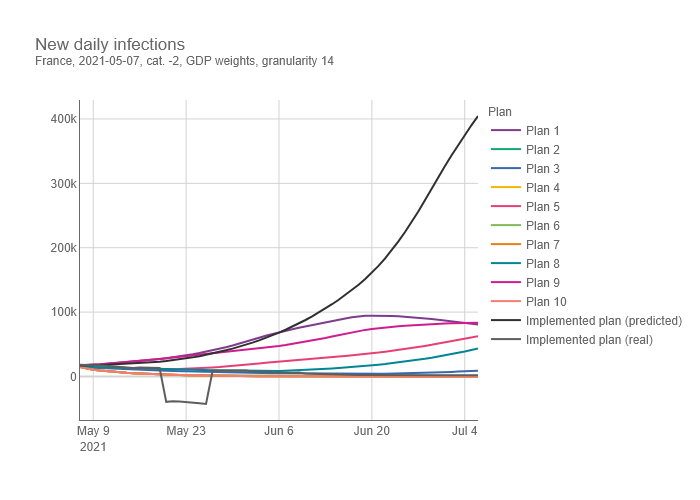 New daily infections
France, 2021-05-07, cat. -2, GDP weights, granularity 14
400k
300k
200k
100k
0
May 9
2021
May 23
Jun 6
Jun 20
Jul 4
Plan
Plan 1
Plan 2
Plan 3
Plan 4
Plan 5
Plan 6
Plan 7
Plan 8
Plan 9
Plan 10
Implemented plan (predicted)
Implemented plan (real)